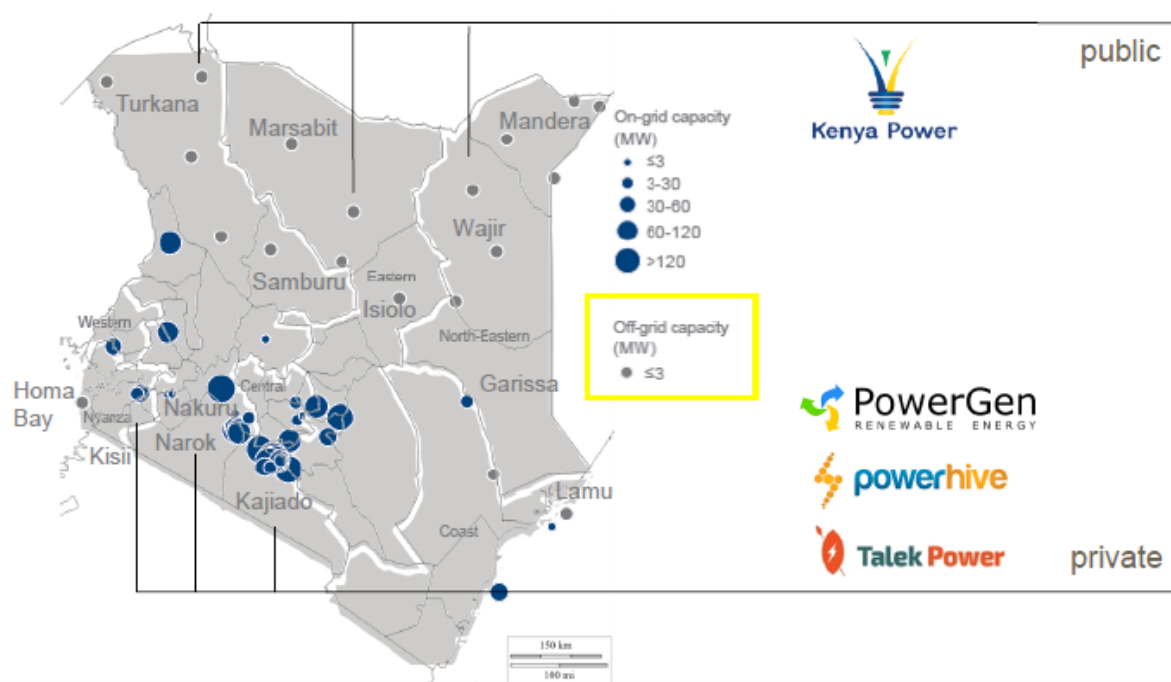 public
Kenya Power
On-grid capacity
(MW)
≤3
3-30
30-60
60-120
>120
Off-grid capacity
(MW)
≤3
PowerGen
RENEWABLE ENERGY
powerhive
Talek Power
private
Turkana
Marsabit
Mandera
Wajir
Samburu
Eastern
Isiolo
Western
North-Eastern
Garissa
Homa
Bay
Nyanza
Kisii
Nakuru
Central
Narok
Kajiado
Lamu
Coast
150 km
100 mi